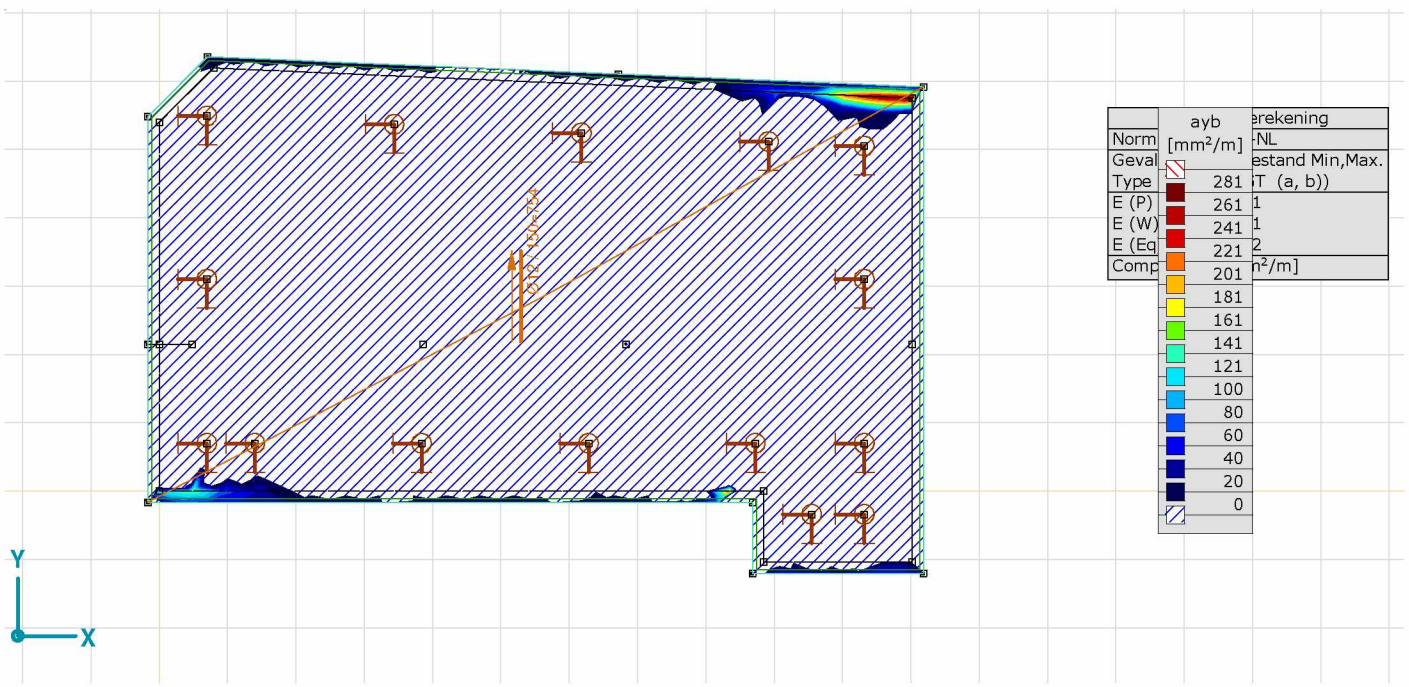 Ø12 / 150=754
ayb
[mm²/m]
281
261
241
221
201
181
161
141
121
100
80
60
40
20
0
erekening
Norm -NL
Geval estand Min,Max.
Type ST (a, b))
E (P) 1
E (W) 1
E (Eq 2
Comp m²/m]
Y
X